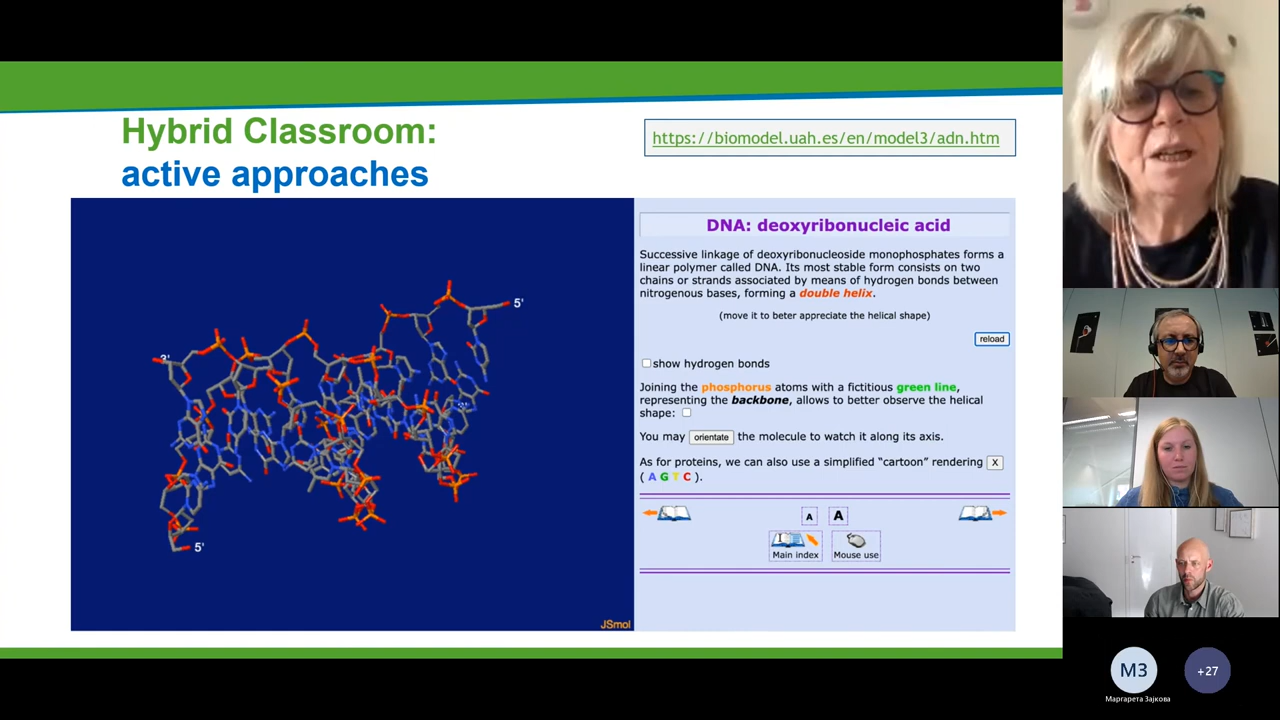 Hybrid Classroom:
active approaches
https://biomodel.uah.es/en/model3/adn.htm
5'
3'
5'
JSmol
DNA: deoxyribonucleic acid
Successive linkage of deoxyribonucleoside monophosphates forms a
linear polymer called DNA. Its most stable form consists on two
chains or strands associated by means of hydrogen bonds between
nitrogenous bases, forming a double helix.
(move it to beter appreciate the helical shape)
reload
show hydrogen bonds
Joining the phosphorus atoms with a fictitious green line,
representing the backbone, allows to better observe the helical
shape:
You may orientate the molecule to watch it along its axis.
As for proteins, we can also use a simplified “cartoon” rendering X
( A G T C ).
A A
Main index Mouse use
M3
+27
Маргарета Зајкова